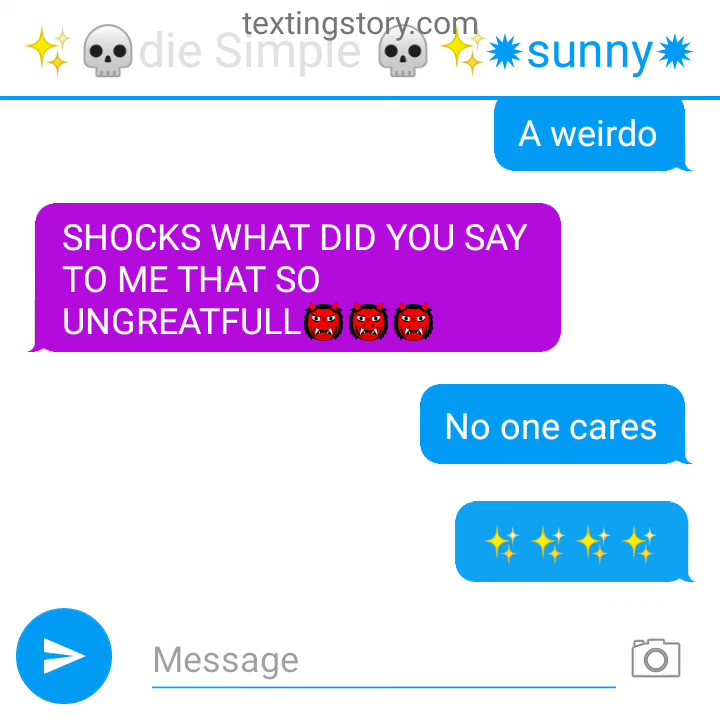 textingstory.com
✨💀die Simple 💀✨✹sunny✹
A weirdo
SHOCKS WHAT DID YOU SAY
TO ME THAT SO
UNGREATFULL👹👹👹
No one cares
✨✨✨✨
Message